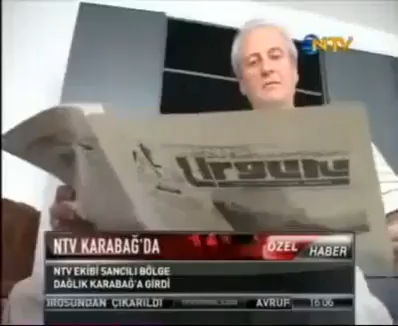 NTV
NTV KARABAĞ'DA
ÖZEL
HABER
NTV EKİBİ SANCILI BÖLGE
DAĞLIK KARABAĞ'A GİRDİ
ROSUNDAN ÇIKARILDI
AVRUP
16:06